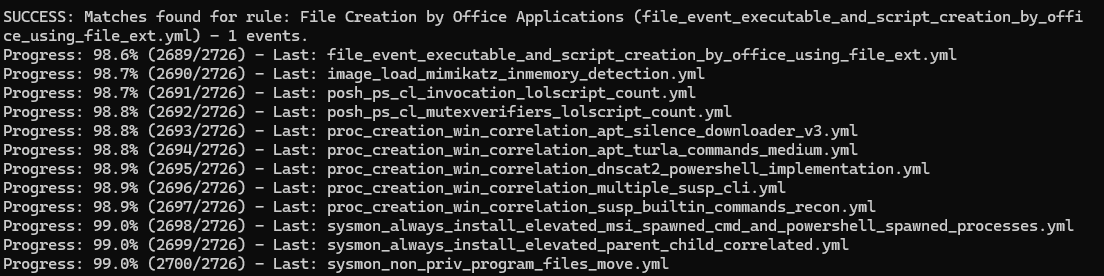 SUCCESS: Matches found for rule: File Creation by Office Applications (file_event_executable_and_script_creation_by_offi
ce_using_file_ext.yml) – 1 events.
Progress: 98.6% (2689/2726) – Last: file_event_executable_and_script_creation_by_office_using_file_ext.yml
Progress: 98.7% (2690/2726) – Last: image_load_mimikatz_inmemory_detection.yml
Progress: 98.7% (2691/2726) – Last: posh_ps_cl_invocation_lolscript_count.yml
Progress: 98.8% (2692/2726) – Last: posh_ps_cl_mutexverifiers_lolscript_count.yml
Progress: 98.8% (2693/2726) – Last: proc_creation_win_correlation_apt_silence_downloader_v3.yml
Progress: 98.8% (2694/2726) – Last: proc_creation_win_correlation_apt_turla_commands_medium.yml
Progress: 98.9% (2695/2726) – Last: proc_creation_win_correlation_dnscat2_powershell_implementation.yml
Progress: 98.9% (2696/2726) – Last: proc_creation_win_correlation_multiple_susp_cli.yml
Progress: 98.9% (2697/2726) – Last: proc_creation_win_correlation_susp_builtin_commands_recon.yml
Progress: 99.0% (2698/2726) – Last: sysmon_always_install_elevated_msi_spawned_cmd_and_powershell_spawned_processes.yml
Progress: 99.0% (2699/2726) – Last: sysmon_always_install_elevated_parent_child_correlated.yml
Progress: 99.0% (2700/2726) – Last: sysmon_non_priv_program_files_move.yml